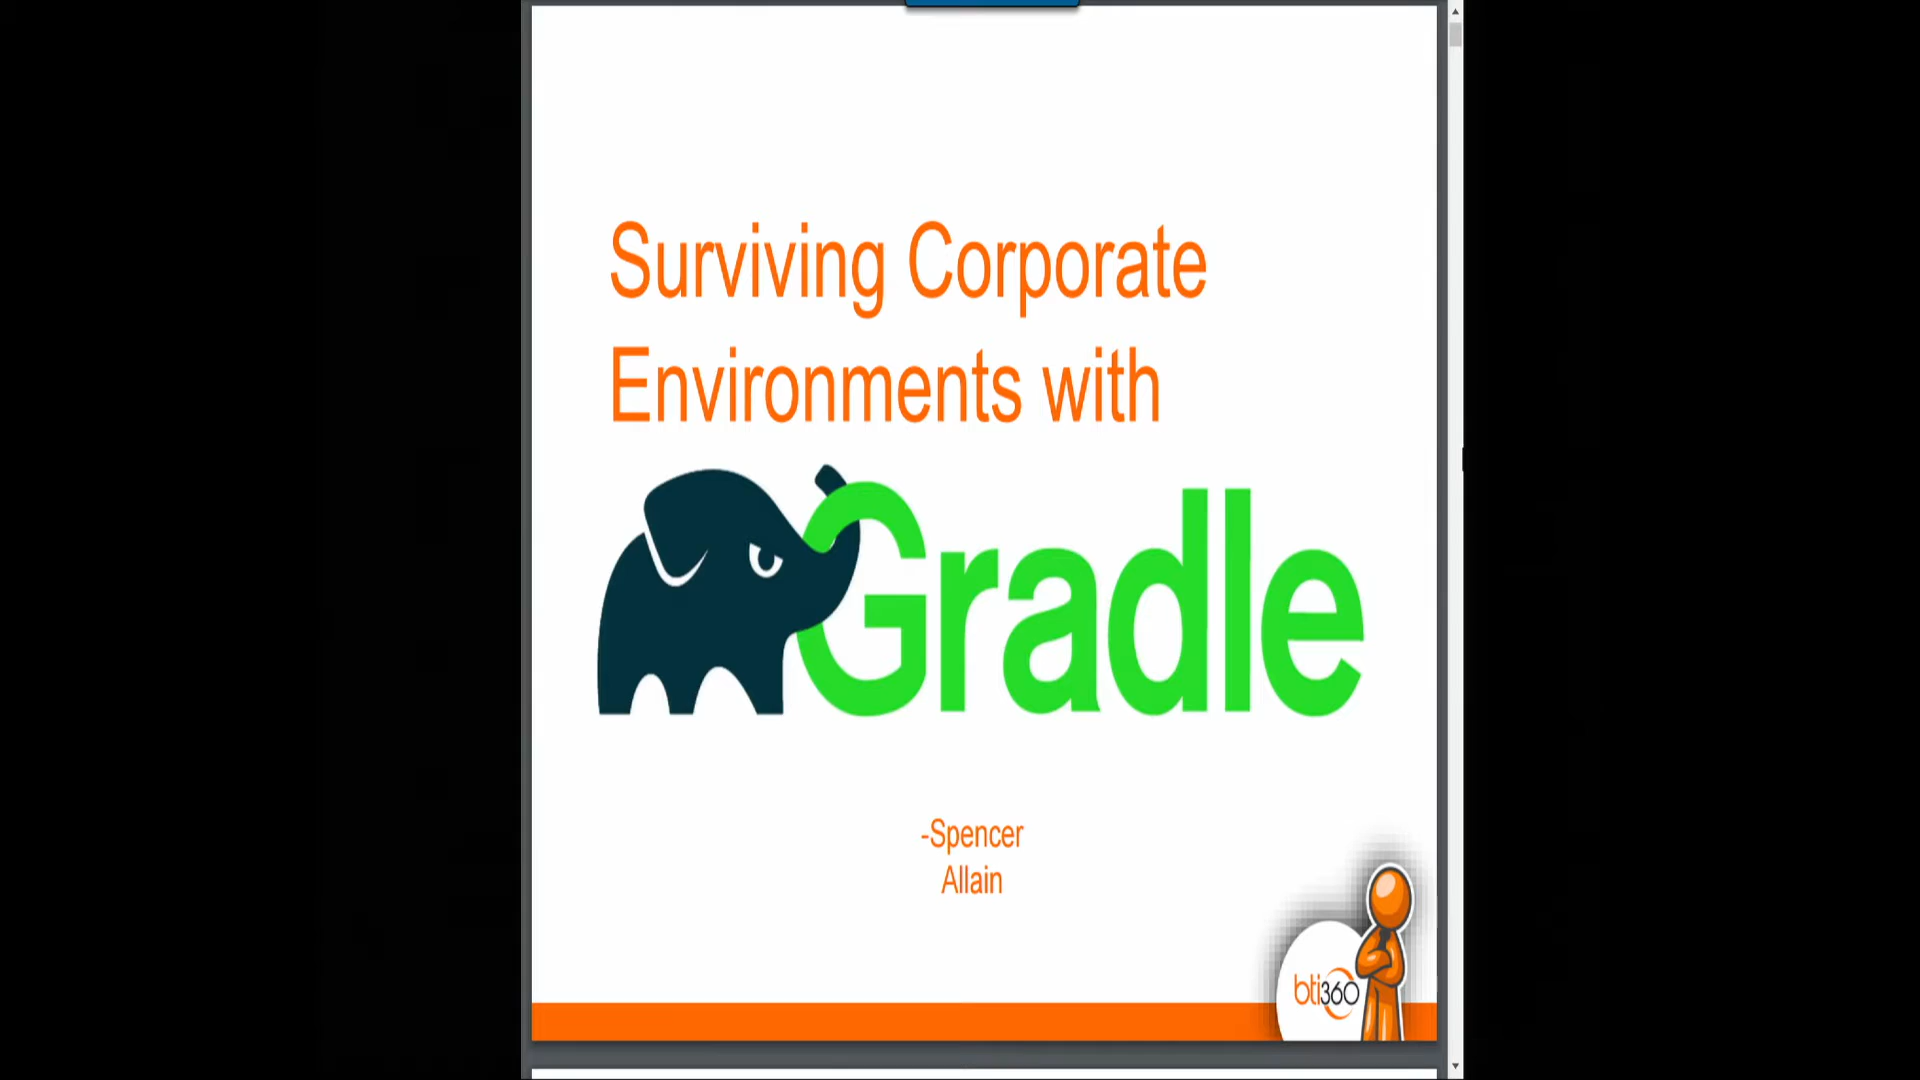 Surviving Corporate
Environments with
Gradle
-Spencer
Allain
bti360